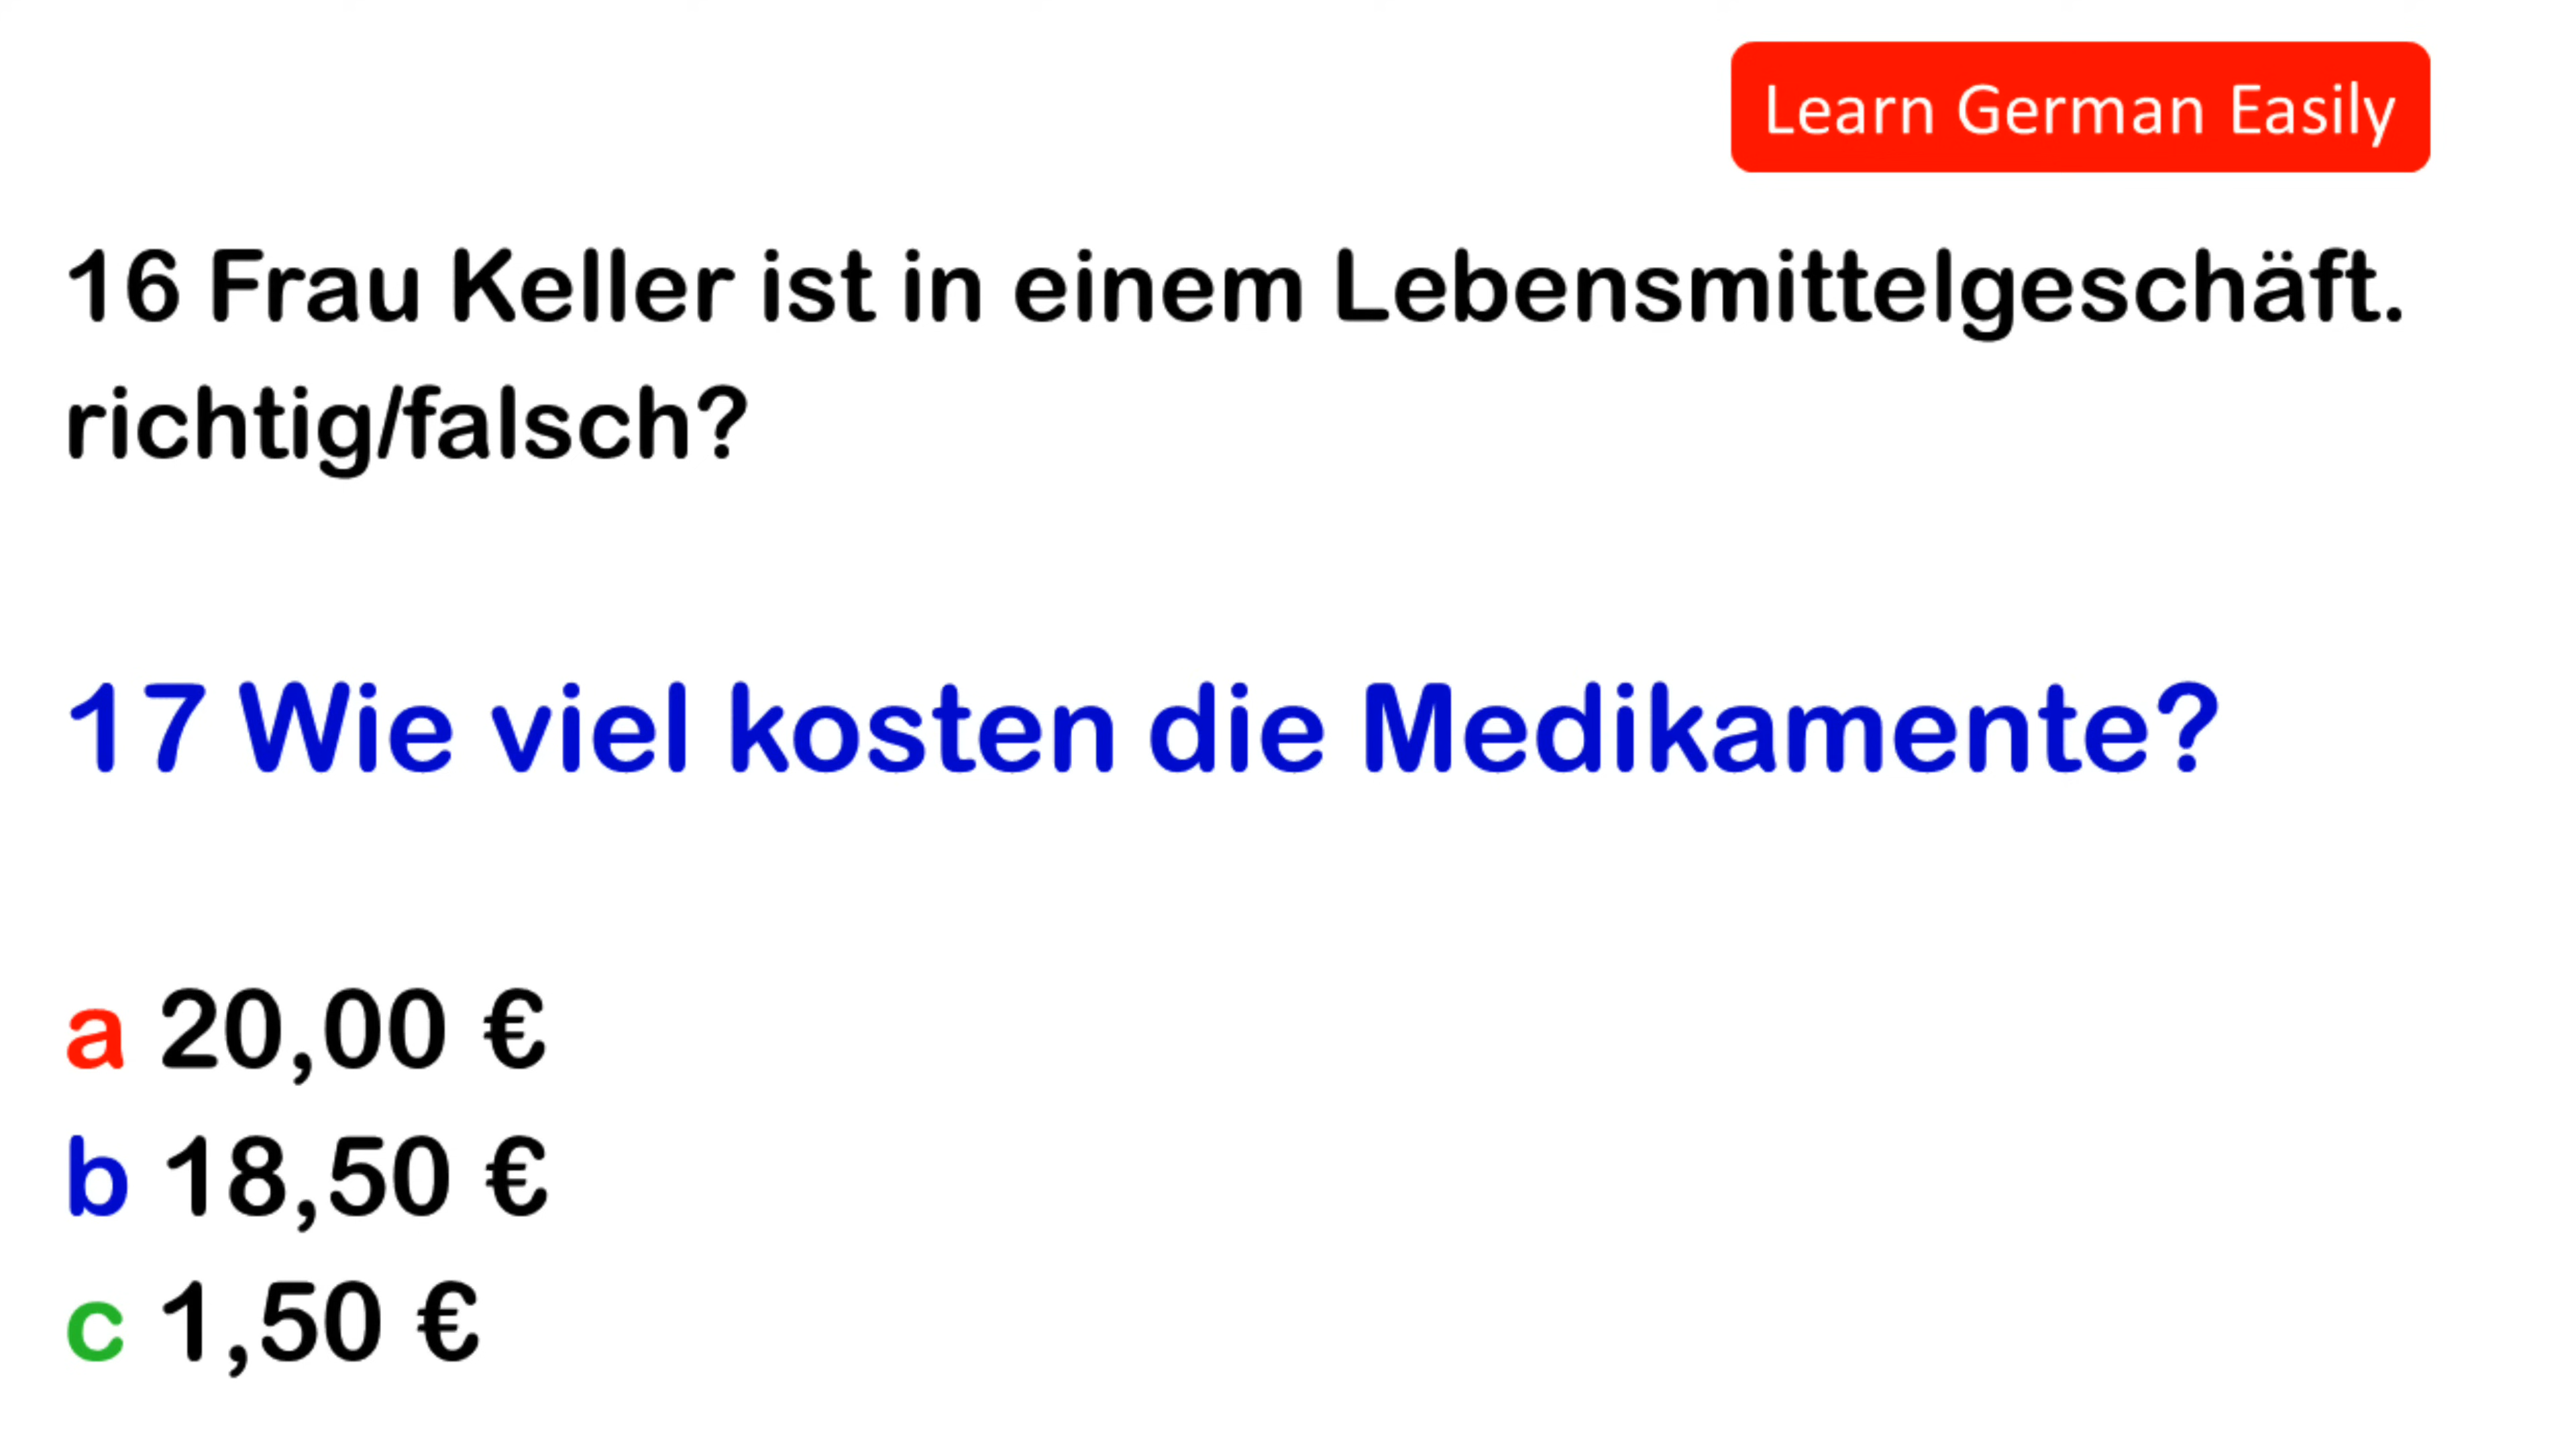 Learn German Easily
16 Frau Keller ist in einem Lebensmittelgeschäft.
richtig/falsch?
17 Wie viel kosten die Medikamente?
a 20,00 €
b 18,50 €
c 1,50 €